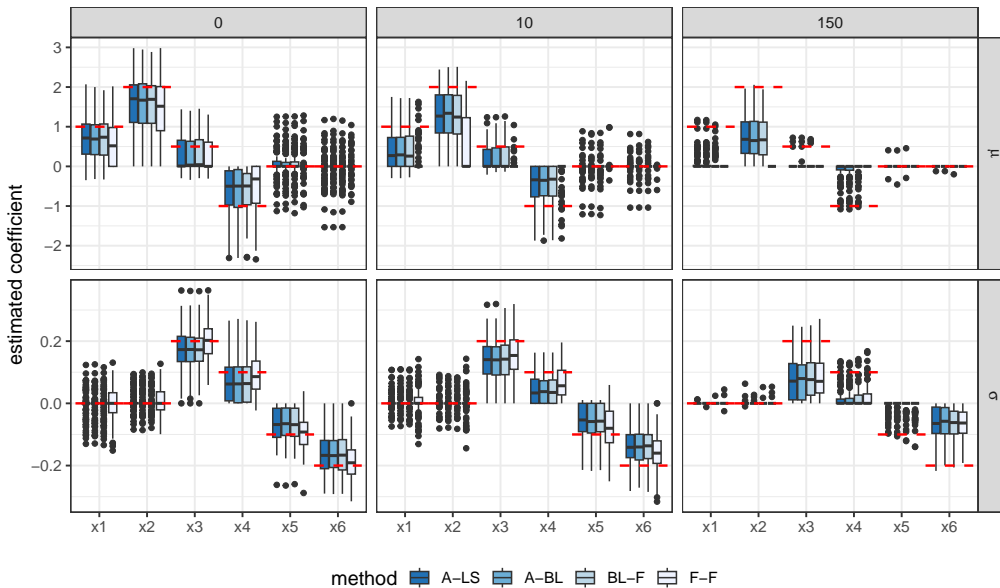 0 10 150
3
2
1
0
−1
−2
μ
estimated coefficient
0.2
0.0
−0.2
σ
x1 x2 x3 x4 x5 x6 x1 x2 x3 x4 x5 x6 x1 x2 x3 x4 x5 x6
method A−LS A−BL BL−F F−F